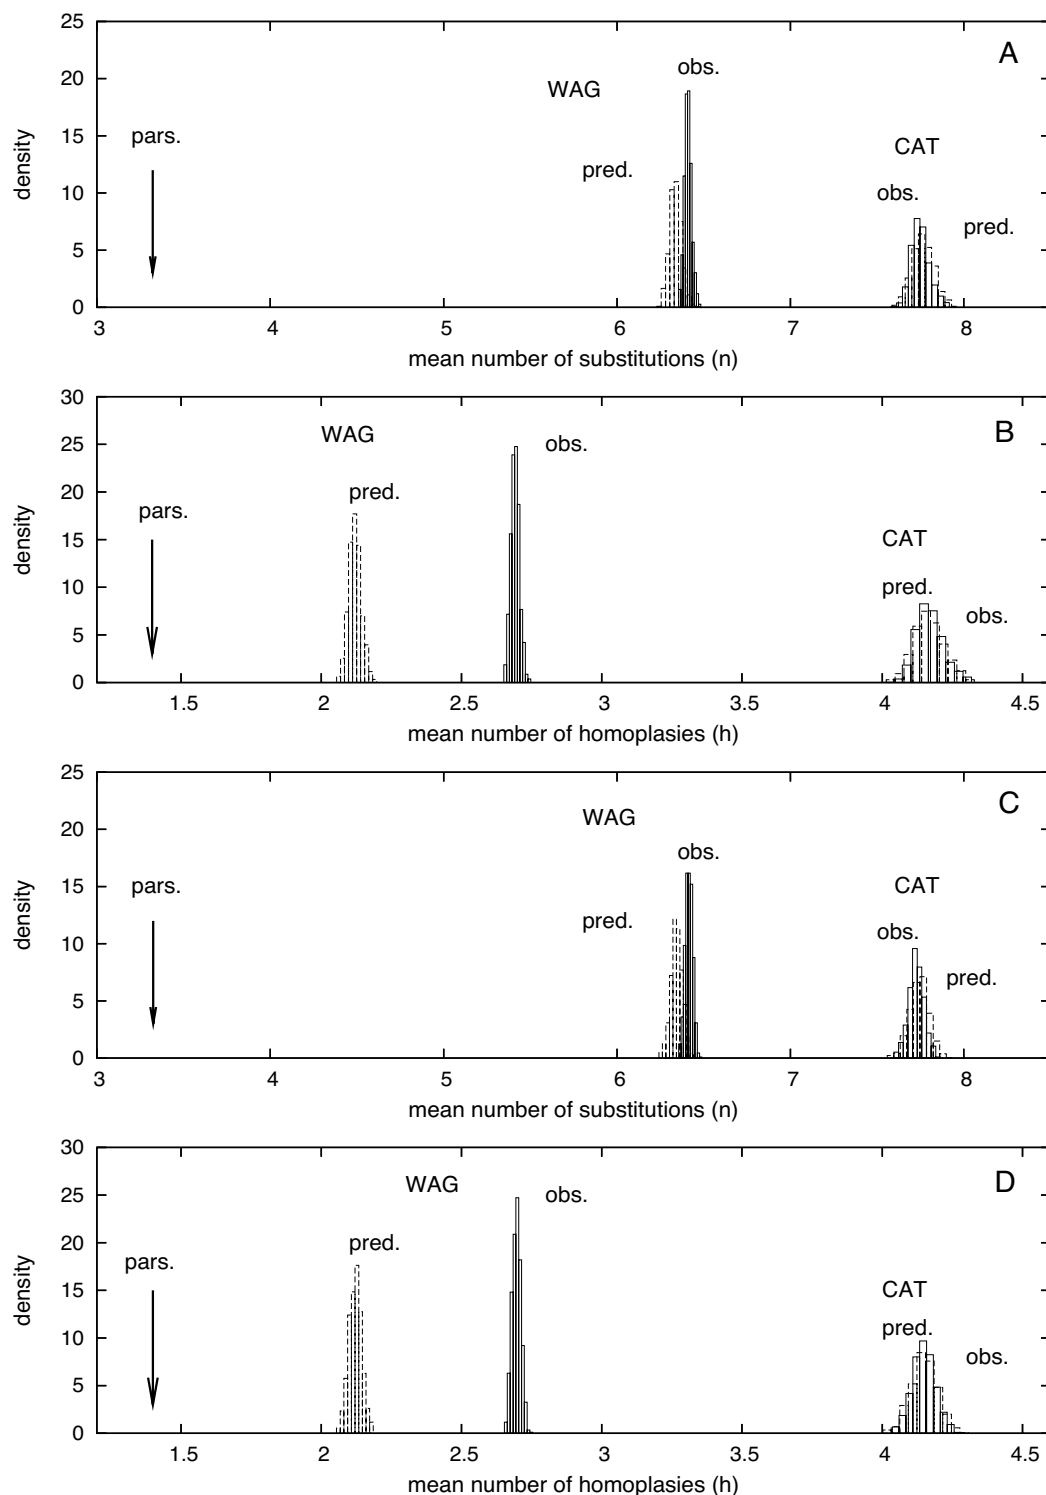 25
A
obs.
20
WAG
density
15
pars.
CAT
pred.
obs.
10
pred.
5
0
3 4 5 6 7 8
mean number of substitutions (n)
30
WAG
B
25
obs.
pred.
20
density
pars.
15
CAT
10
pred.
obs.
5
0
1.5 2 2.5 3 3.5 4 4.5
mean number of homoplasies (h)
25
C
WAG
20
obs.
density
15
pars.
CAT
pred.
obs.
10
pred.
5
0
3 4 5 6 7 8
mean number of substitutions (n)
30
WAG
D
25
obs.
20
pred.
density
pars.
15
CAT
10
pred.
obs.
5
0
1.5 2 2.5 3 3.5 4 4.5
mean number of homoplasies (h)